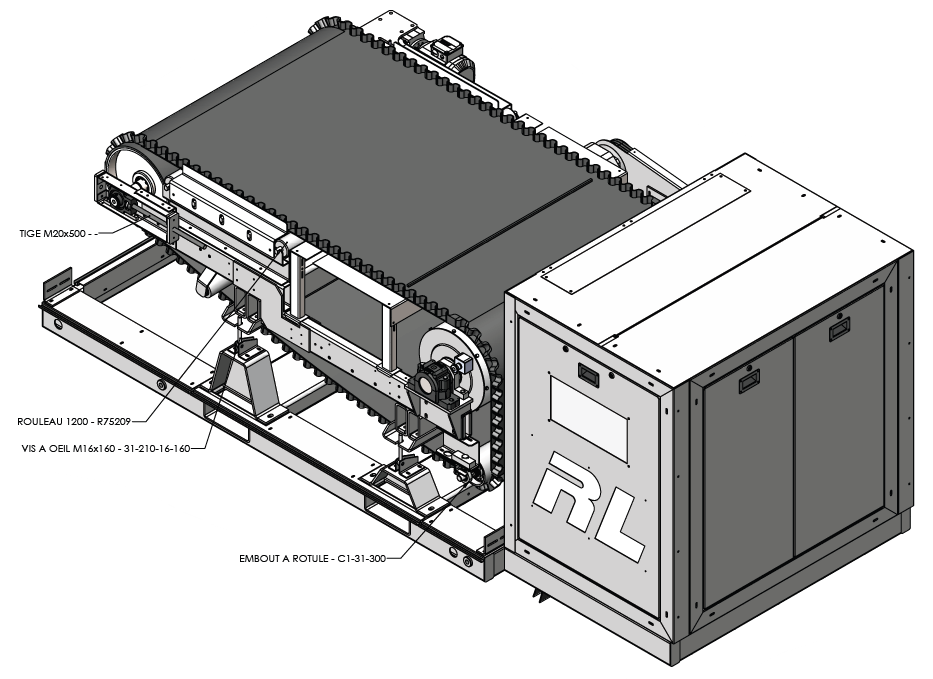 TIGE M20x500 - -
ROULEAU 1200 - R75209
VIS A OEIL M16x160 - 31-210-16-160
EMBOUT A ROTULE - C1-31-300
RL